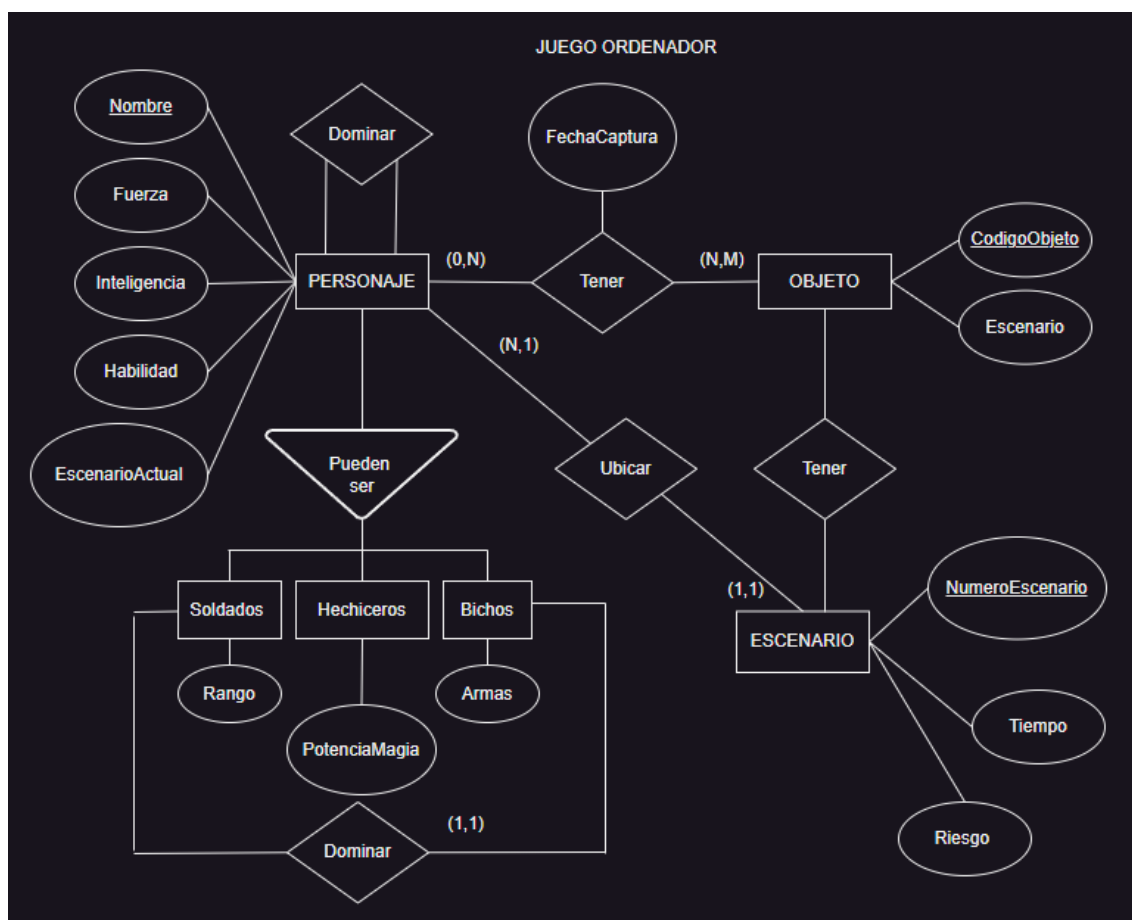 JUEGO ORDENADOR
Nombre
Dominar
FechaCaptura
Fuerza
CodigoObjeto
(0,N)
(N,M)
Inteligencia
PERSONAJE
Tener
OBJETO
Escenario
(N,1)
Habilidad
Pueden
ser
Ubicar
Tener
EscenarioActual
(1,1)
NumeroEscenario
Soldados
Hechiceros
Bichos
ESCENARIO
Rango
Armas
Tiempo
PotenciaMagia
(1,1)
Riesgo
Dominar